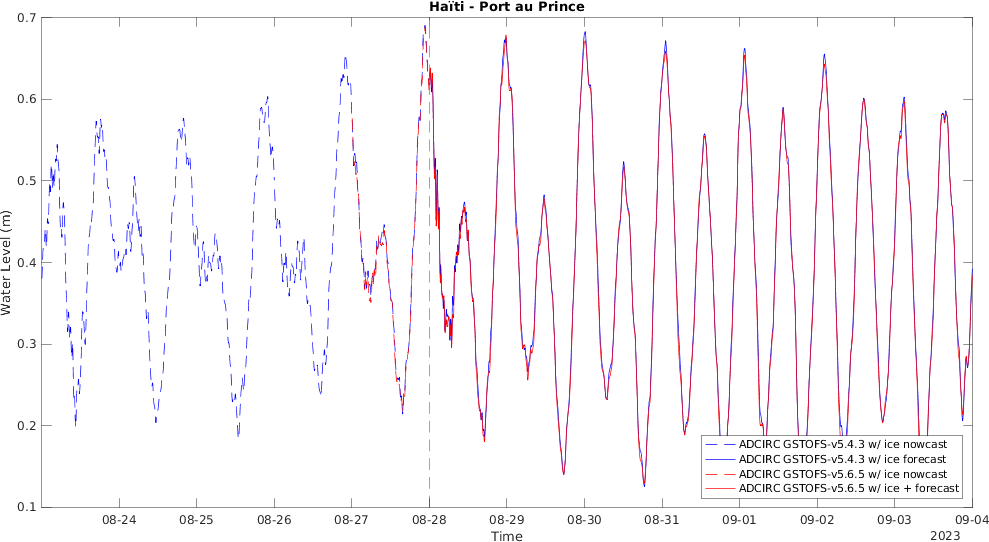 Haïti - Port au Prince
Water Level (m)
0.7
0.6
0.5
0.4
0.3
0.2
0.1
ADCIRC GSTOFS-v5.4.3 w/ ice nowcast
ADCIRC GSTOFS-v5.4.3 w/ ice forecast
ADCIRC GSTOFS-v5.6.5 w/ ice nowcast
ADCIRC GSTOFS-v5.6.5 w/ ice + forecast
08-24 08-25 08-26 08-27 08-28 08-29 08-30 08-31 09-01 09-02 09-03 09-04
Time
2023